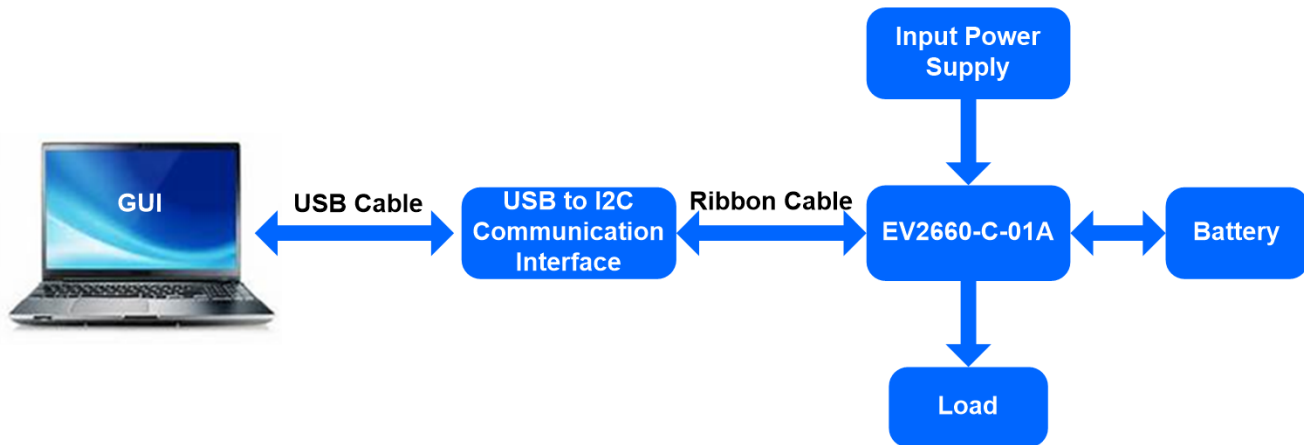 Input Power
Supply
GUI
USB Cable
USB to I2C
Communication
Interface
Ribbon Cable
EV2660-C-01A
Battery
Load